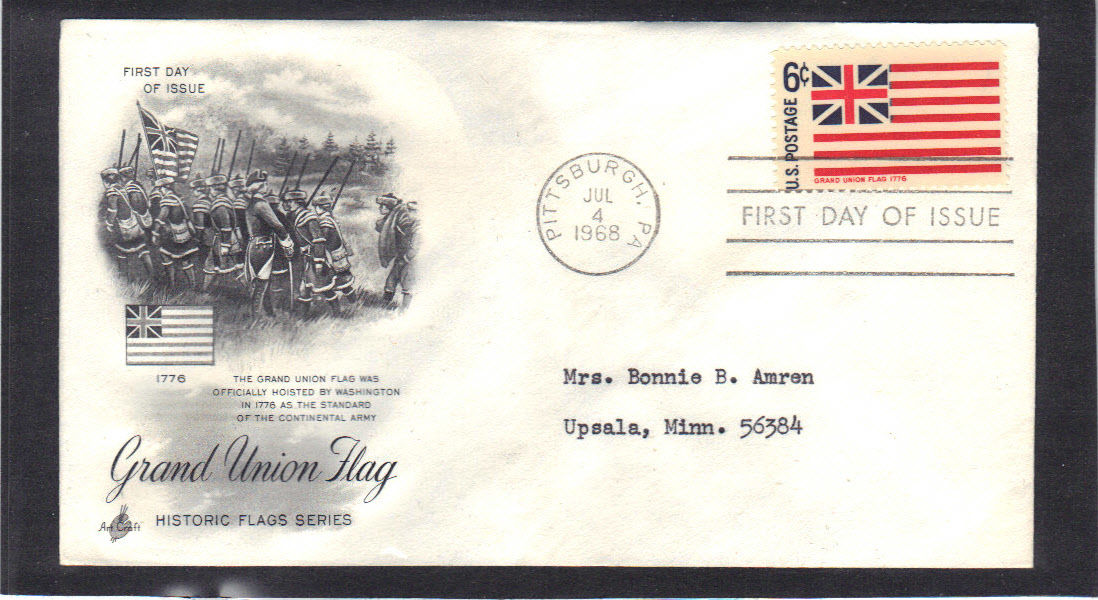 FIRST DAY
OF ISSUE
1776
THE GRAND UNION FLAG WAS
OFFICIALLY HOISTED BY WASHINGTON
IN 1776 AS THE STANDARD
OF THE CONTINENTAL ARMY
Grand Union Flag
Art Craft
HISTORIC FLAGS SERIES
PITTSBURGH, PA
JUL
4
1968
6¢
U.S. POSTAGE
GRAND UNION FLAG 1776
FIRST DAY OF ISSUE
Mrs. Bonnie B. Amren
Upsala, Minn. 56384